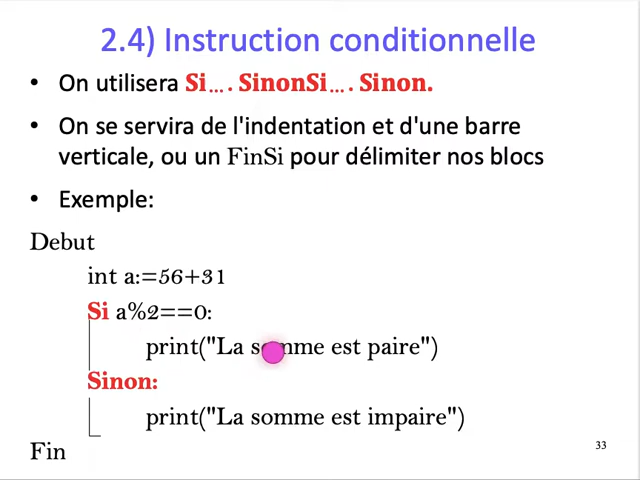 2.4) Instruction conditionnelle
• On utilisera Si…. SinonSi…. Sinon.
• On se servira de l'indentation et d'une barre
verticale, ou un FinSi pour délimiter nos blocs
• Exemple:
Debut
int a:=56+31
Si a%2==0:
print("La somme est paire")
Sinon:
print("La somme est impaire")
Fin
33